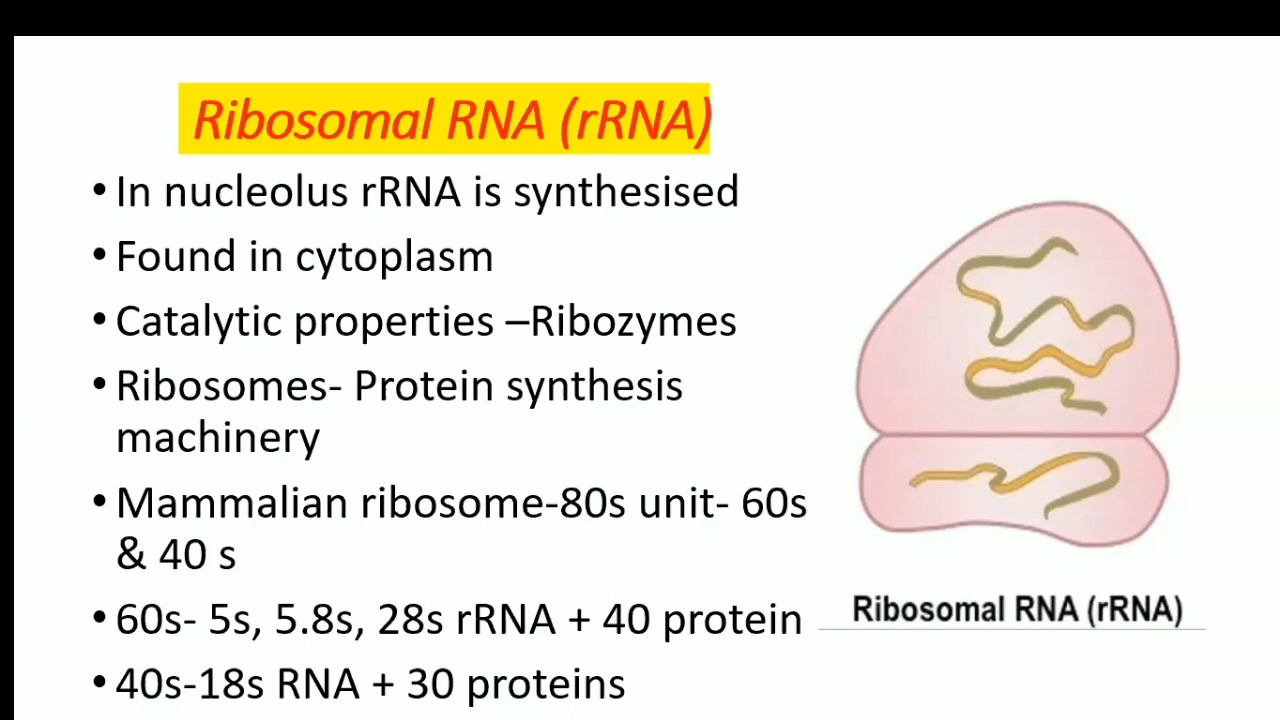 Ribosomal RNA (rRNA)
• In nucleolus rRNA is synthesised
• Found in cytoplasm
• Catalytic properties –Ribozymes
• Ribosomes- Protein synthesis
machinery
• Mammalian ribosome-80s unit- 60s
& 40 s
• 60s- 5s, 5.8s, 28s rRNA + 40 protein
• 40s-18s RNA + 30 proteins
Ribosomal RNA (rRNA)